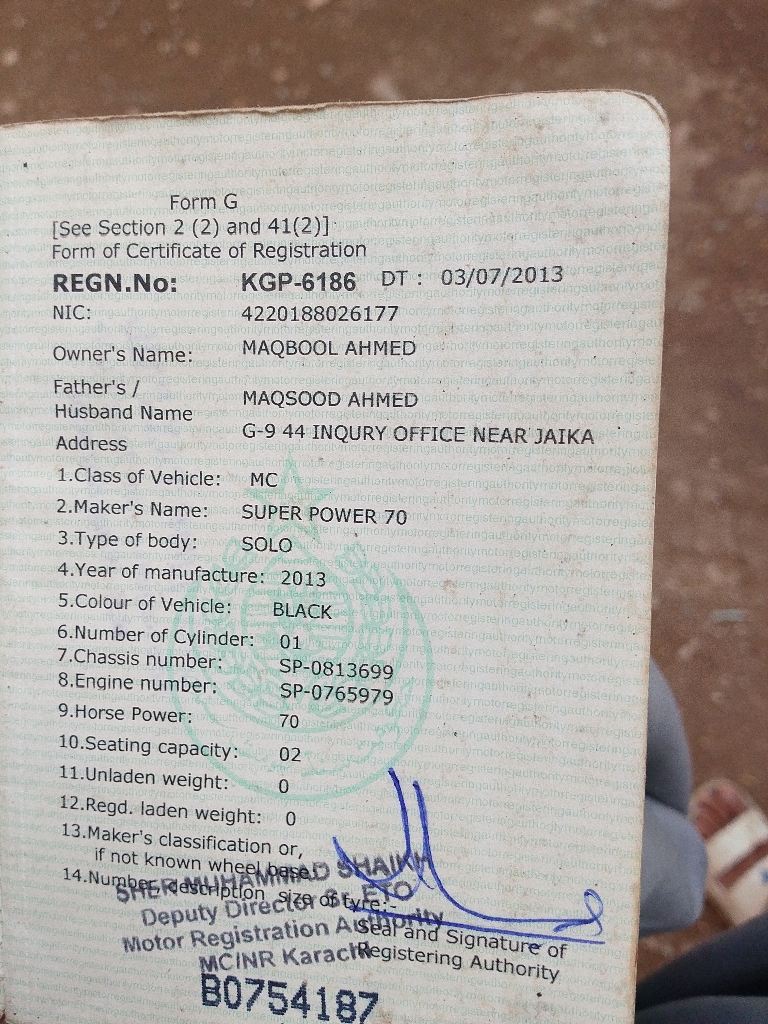 Form G
[See Section 2 (2) and 41(2)]
Form of Certificate of Registration
REGN.No: KGP-6186 DT : 03/07/2013
NIC: 4220188026177
Owner's Name: MAQBOOL AHMED
Father's /
Husband Name MAQSOOD AHMED
Address G-9 44 INQURY OFFICE NEAR JAIKA
1.Class of Vehicle: MC
2.Maker's Name: SUPER POWER 70
3.Type of body: SOLO
4.Year of manufacture: 2013
5.Colour of Vehicle: BLACK
6.Number of Cylinder: 01
7.Chassis number: SP-0813699
8.Engine number: SP-0765979
9.Horse Power: 70
10.Seating capacity: 02
11.Unladen weight: 0
12.Regd. laden weight: 0
13.Maker's classification or,
if not known wheel base
14.Number, description size of tyre:-
SHER MUHAMMAD SHAIKH
Deputy Director Sr. ETO
Motor Registration Authority
MCINR Karachi
Seal and Signature of
Registering Authority
B0754187